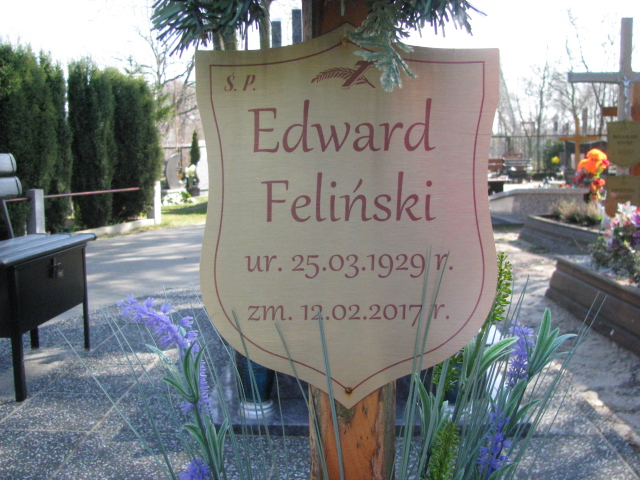 Ś. P.
Edward
Feliński
ur. 25.03.1929 r.
zm. 12.02.2017 r.